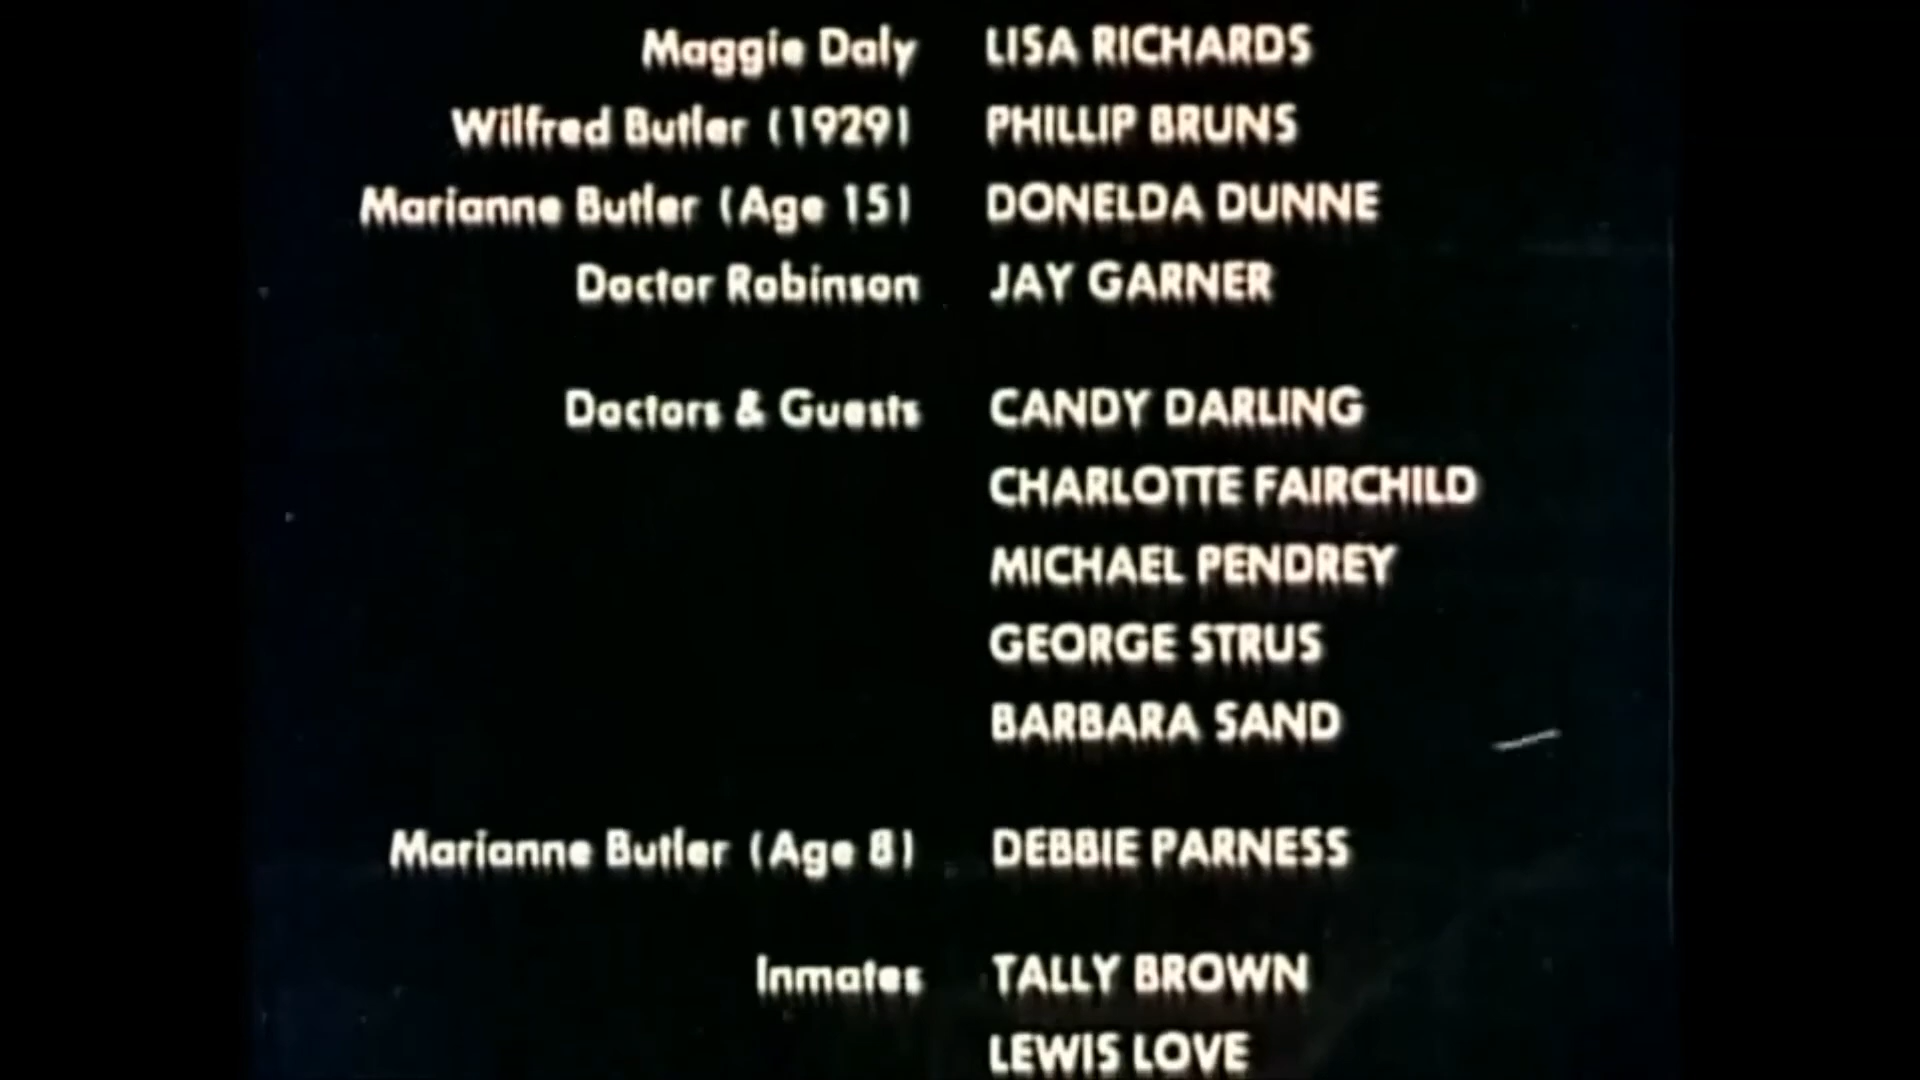 Maggie Daly LISA RICHARDS
Wilfred Butler (1929) PHILLIP BRUNS
Marianne Butler (Age 15) DONELDA DUNNE
Doctor Robinson JAY GARNER
Doctors & Guests CANDY DARLING
CHARLOTTE FAIRCHILD
MICHAEL PENDREY
GEORGE STRUS
BARBARA SAND
Marianne Butler (Age 8) DEBBIE PARNESS
Inmates TALLY BROWN
LEWIS LOVE